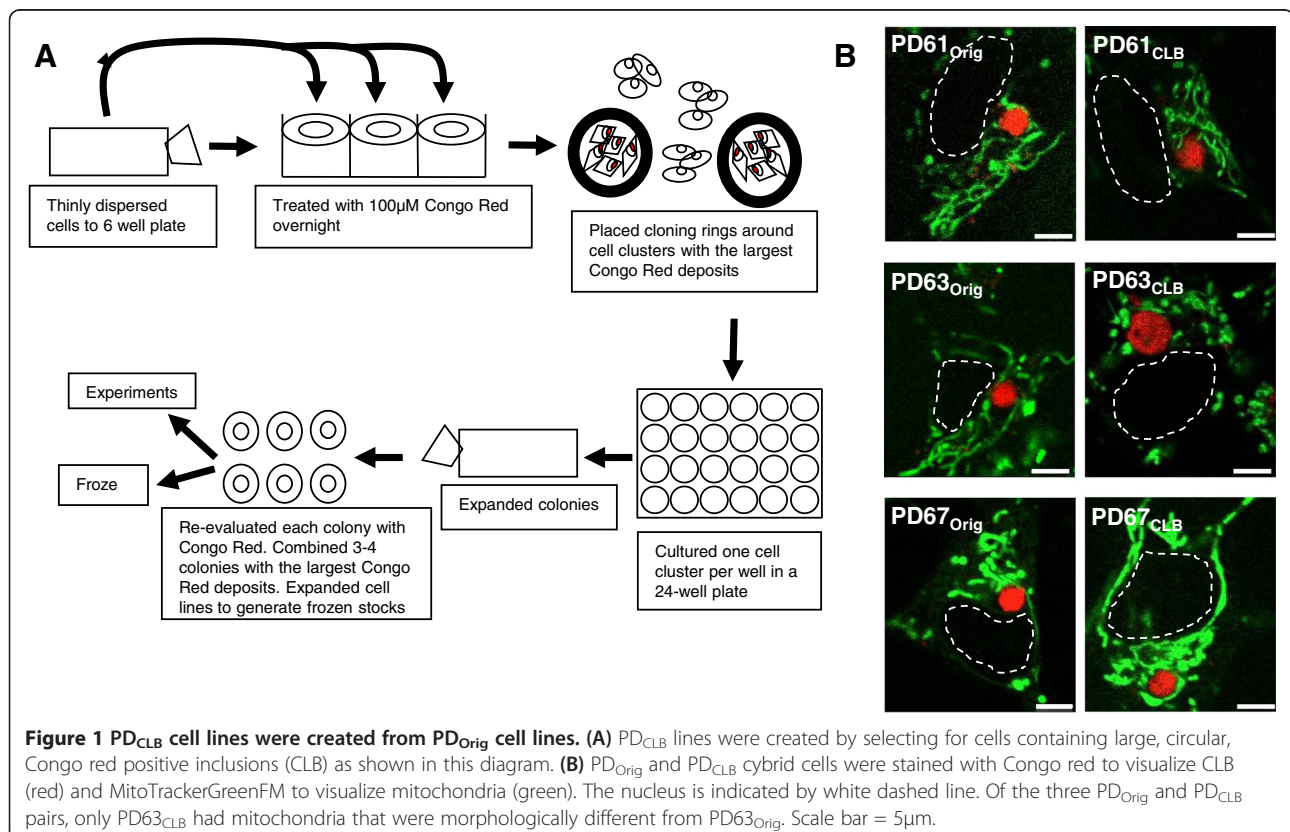 A
Thinly dispersed
cells to 6 well plate
Treated with 100µM Congo Red
overnight
Placed cloning rings around
cell clusters with the largest
Congo Red deposits
Experiments
Froze
Re-evaluated each colony with
Congo Red. Combined 3-4
colonies with the largest Congo
Red deposits. Expanded cell
lines to generate frozen stocks
Expanded colonies
Cultured one cell
cluster per well in a
24-well plate
B
PD61Orig
PD61CLB
PD63Orig
PD63CLB
PD67Orig
PD67CLB
Figure 1 PDCLB cell lines were created from PDOrig cell lines. (A) PDCLB lines were created by selecting for cells containing large, circular,
Congo red positive inclusions (CLB) as shown in this diagram. (B) PDOrig and PDCLB cybrid cells were stained with Congo red to visualize CLB
(red) and MitoTrackerGreenFM to visualize mitochondria (green). The nucleus is indicated by white dashed line. Of the three PDOrig and PDCLB
pairs, only PD63CLB had mitochondria that were morphologically different from PD63Orig. Scale bar = 5µm.